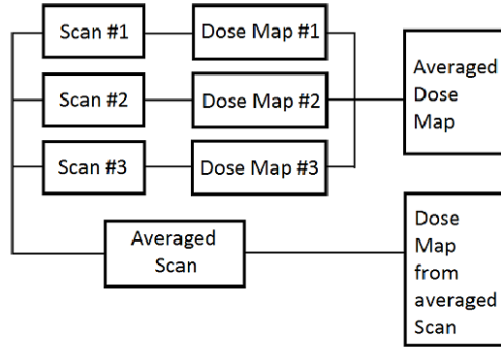 Scan #1
Dose Map #1
Scan #2
Dose Map #2
Scan #3
Dose Map #3
Averaged
Dose
Map
Averaged
Scan
Dose
Map
from
averaged
Scan